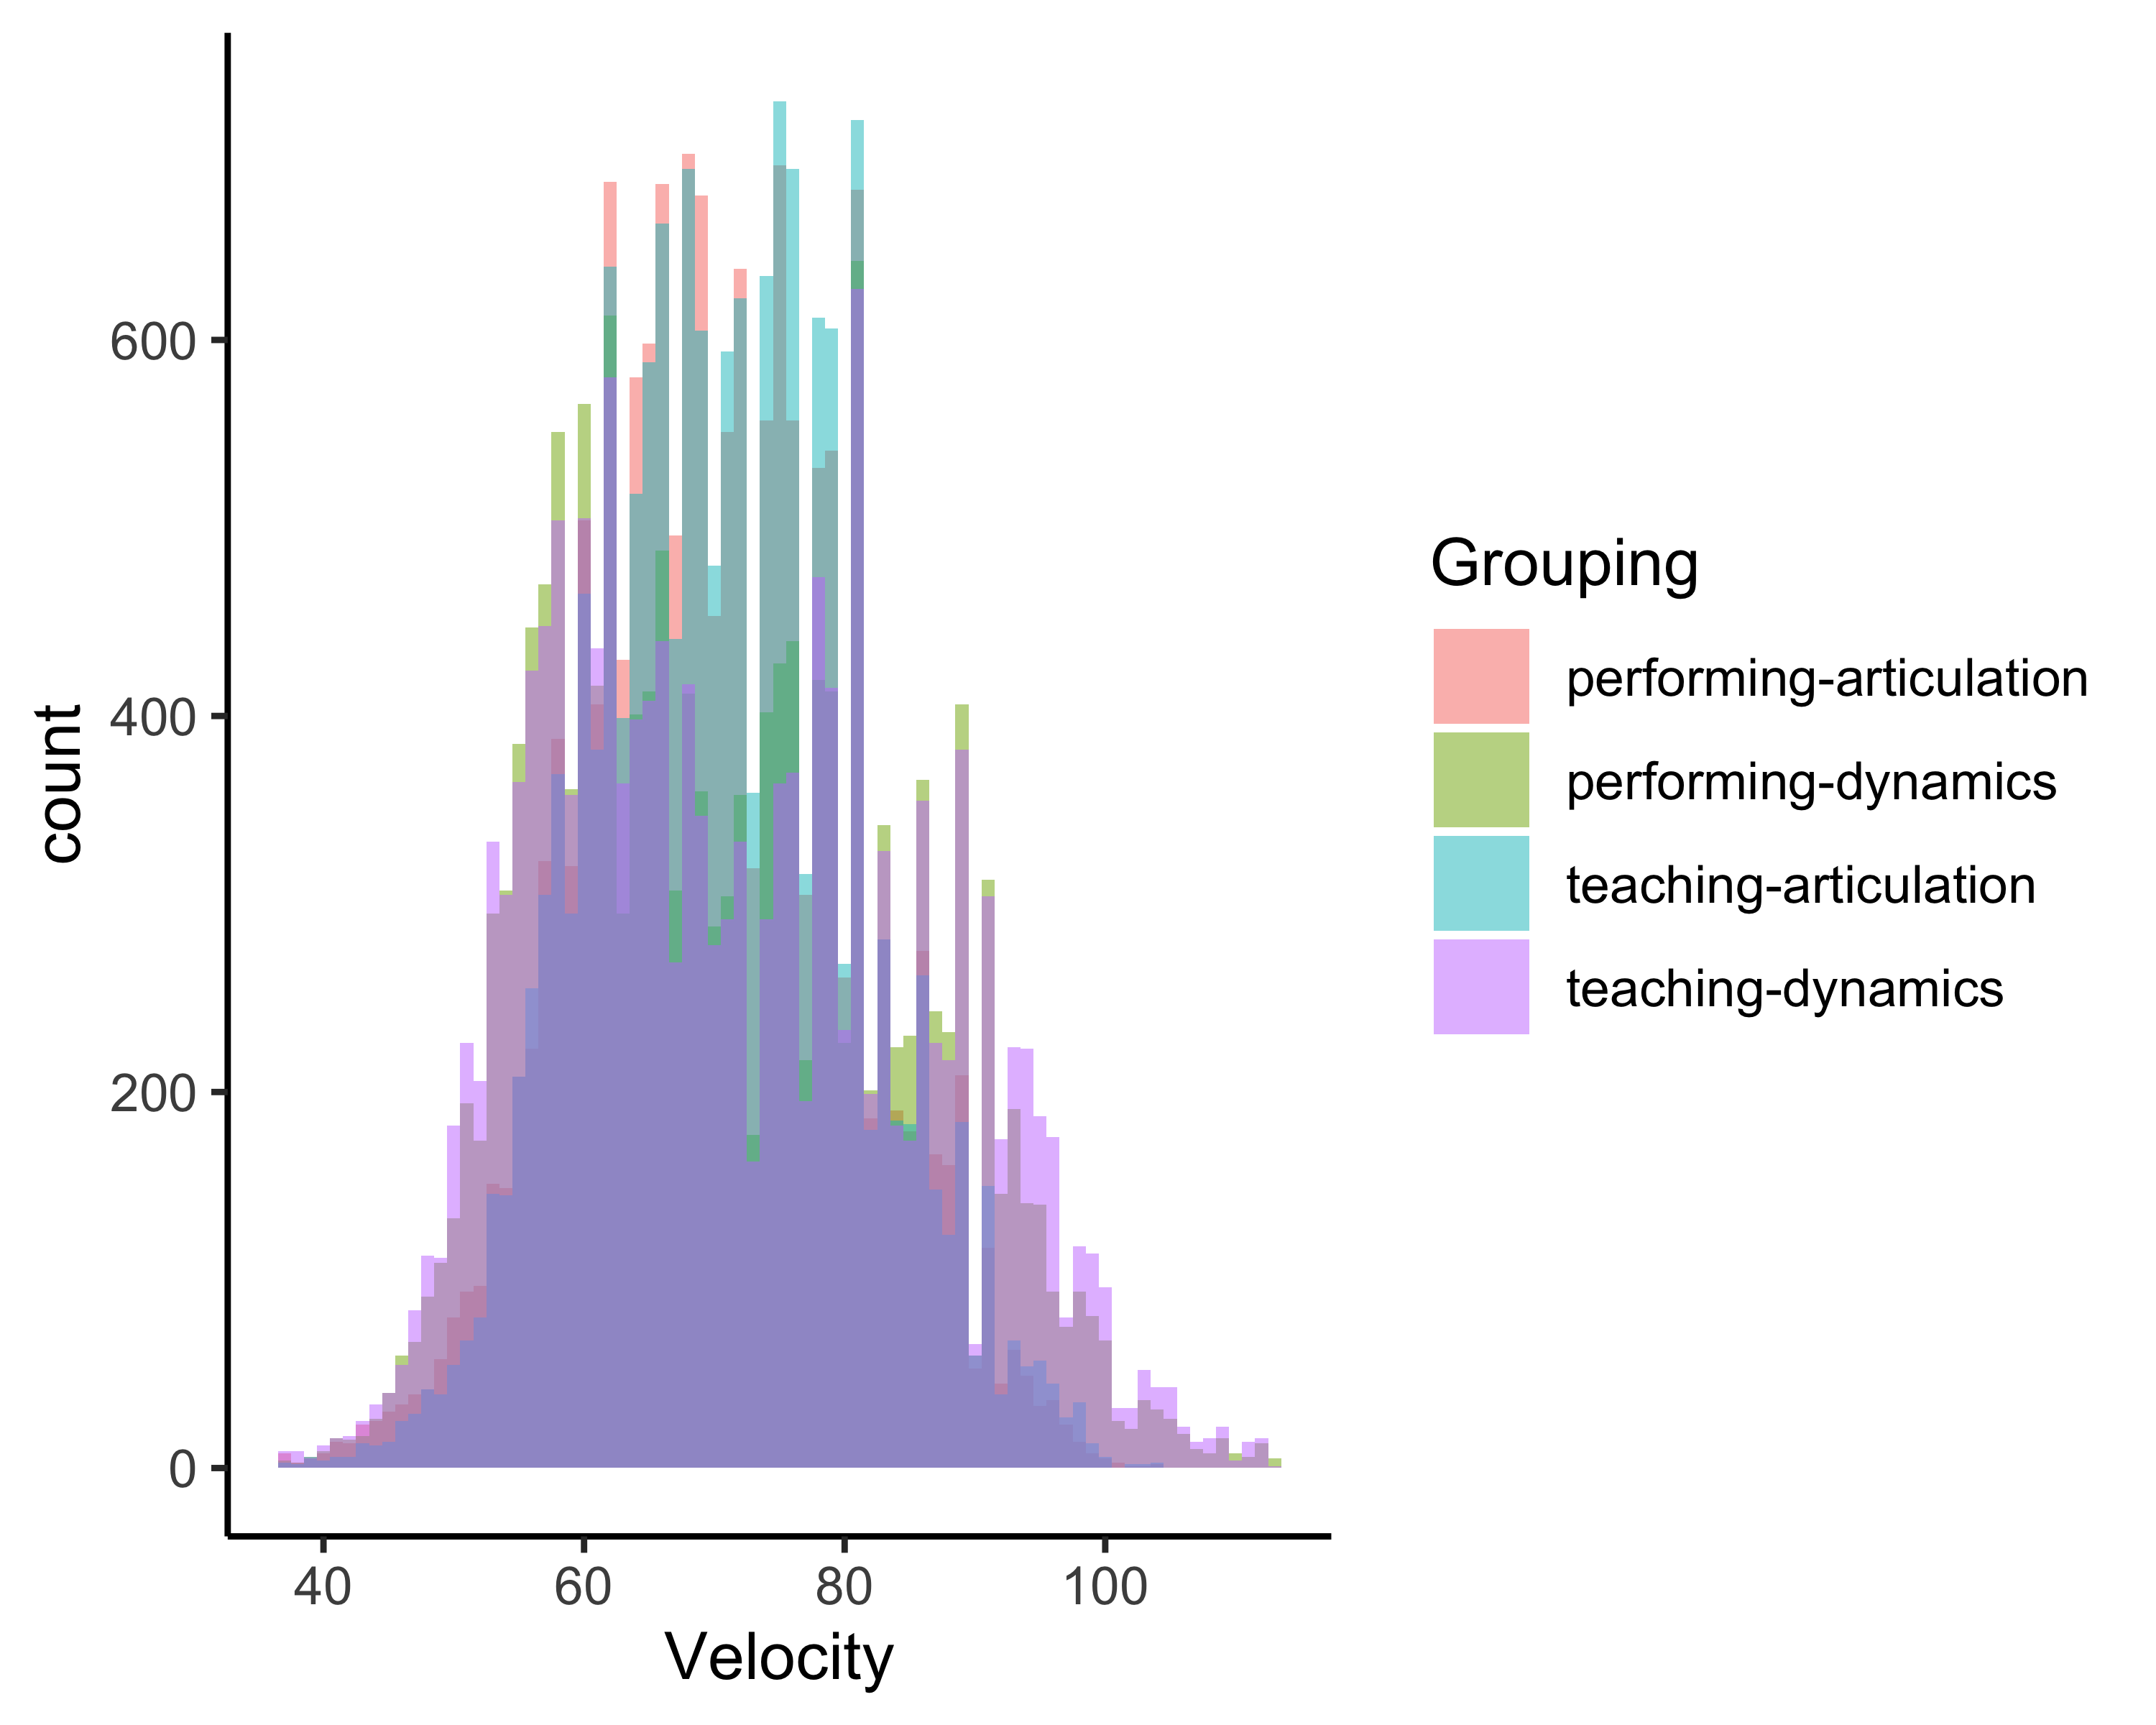 600
400
200
0
count
40 60 80 100
Velocity
Grouping
performing-articulation
performing-dynamics
teaching-articulation
teaching-dynamics